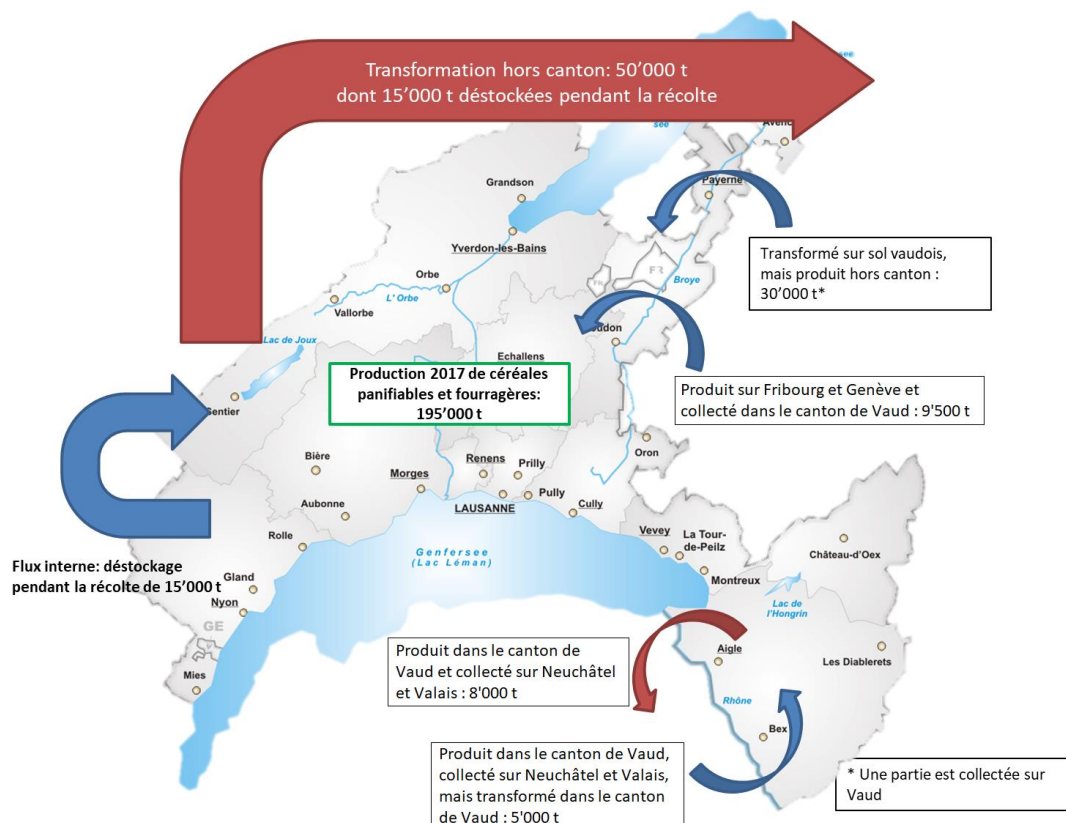 Transformation hors canton: 50’000 t
dont 15’000 t déstockées pendant la récolte
see
see
Payerne
Grandson
Yverdon-les-Bains
Transformé sur sol vaudois,
mais produit hors canton :
30’000 t*
FR
Broye
Orbe
L' Orbe
Vallorbe
Lac de Joux
Echallens
Production 2017 de céréales
panifiables et fourragères:
195’000 t
Produit sur Fribourg et Genève et
collecté dans le canton de Vaud : 9'500 t
Oron
Bière
Renens
Prilly
Morges
Aubonne
LAUSANNE
Pully
Cully
Rolle
Vevey
La Tour-
de-Peilz
Château-d'Oex
Genfersee
(Lac Léman)
Montreux
Flux interne: déstockage
pendant la récolte de 15’000 t
Gland
Nyon
GE
Lac de
l'Hongrin
Mies
Produit dans le canton de
Vaud et collecté sur Neuchâtel
et Valais : 8'000 t
Aigle
Les Diablerets
Rhône
Bex
Produit dans le canton de Vaud,
collecté sur Neuchâtel et Valais,
mais transformé dans le canton
de Vaud : 5'000 t
* Une partie est collectée sur
Vaud